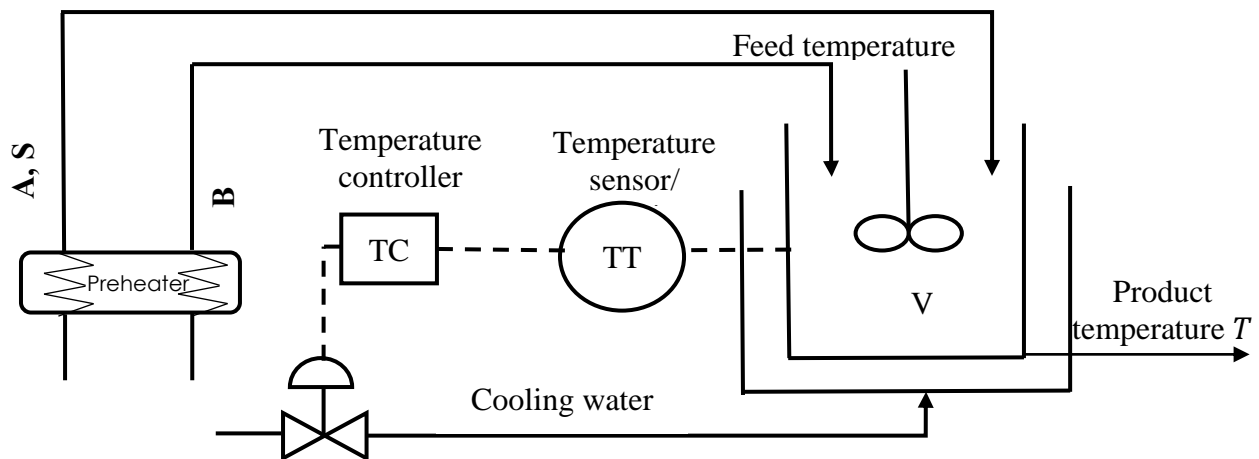 Feed temperature
A, S
B
Temperature
controller
Temperature
sensor/
TC
TT
Preheater
V
Product
temperature T
Cooling water